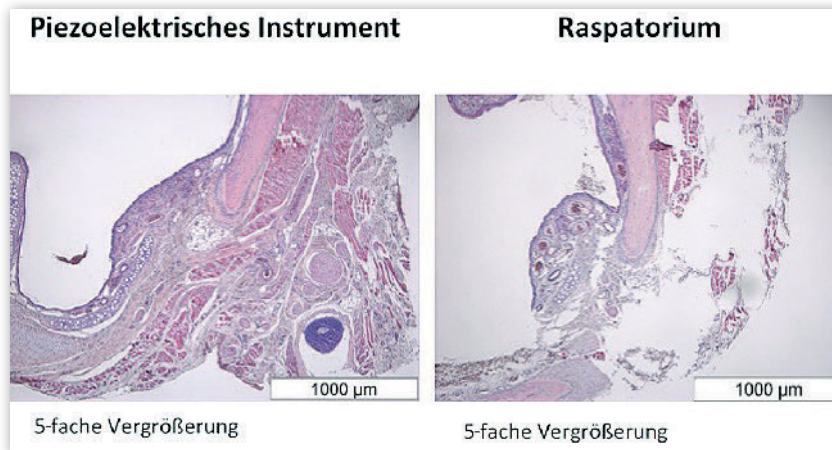 Piezoelektrisches Instrument
Raspatorium
1000 µm
1000 µm
5-fache Vergrößerung
5-fache Vergrößerung